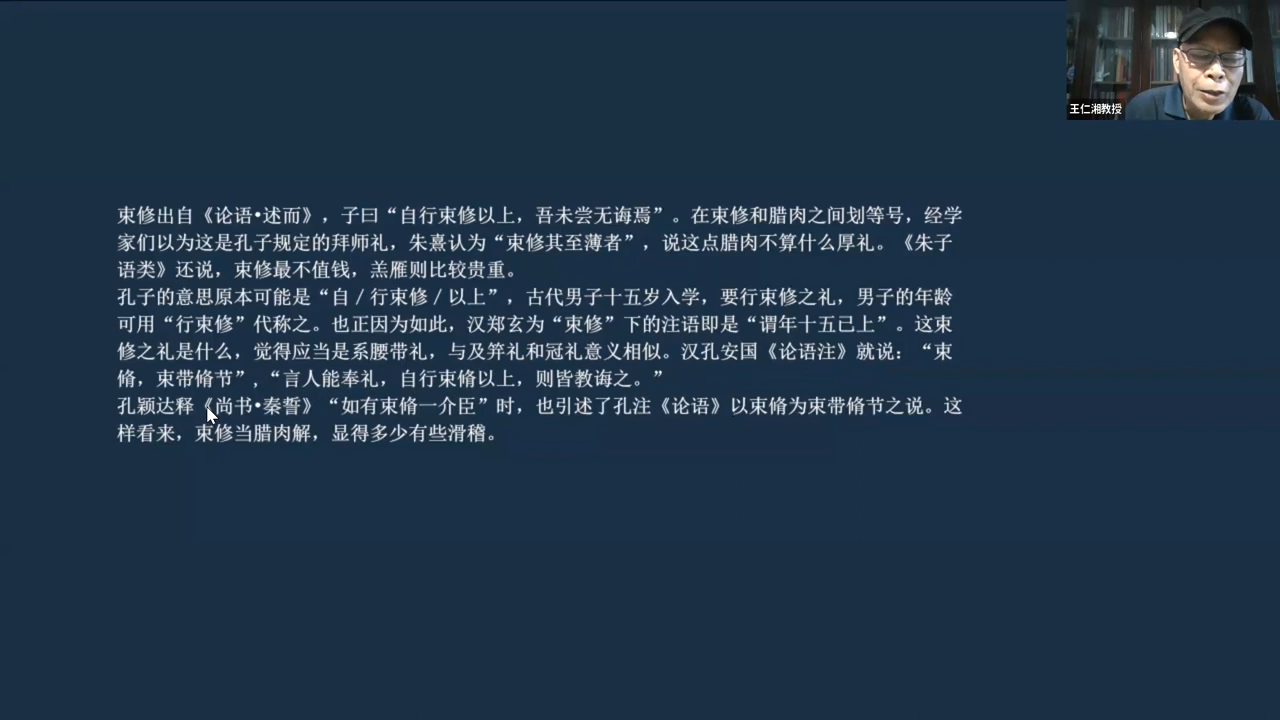 王仁湘教授
束修出自《论语•述而》，子曰“自行束修以上，吾未尝无诲焉”。在束修和腊肉之间划等号，经学
家们以为这是孔子规定的拜师礼，朱熹认为“束修其至薄者”，说这点腊肉不算什么厚礼。《朱子
语类》还说，束修最不值钱，羔雁则比较贵重。
孔子的意思原本可能是“自/行束修/以上”，古代男子十五岁入学，要行束修之礼，男子的年龄
可用“行束修”代称之。也正因为如此，汉郑玄为“束修”下的注语即是“谓年十五已上”。这束
修之礼是什么，觉得应当是系腰带礼，与及笄礼和冠礼意义相似。汉孔安国《论语注》就说：“束
脩，束带脩节”,“言人能奉礼，自行束脩以上，则皆教诲之。”
孔颖达释《尚书•秦誓》“如有束脩一介臣”时，也引述了孔注《论语》以束脩为束带脩节之说。这
样看来，束修当腊肉解，显得多少有些滑稽。